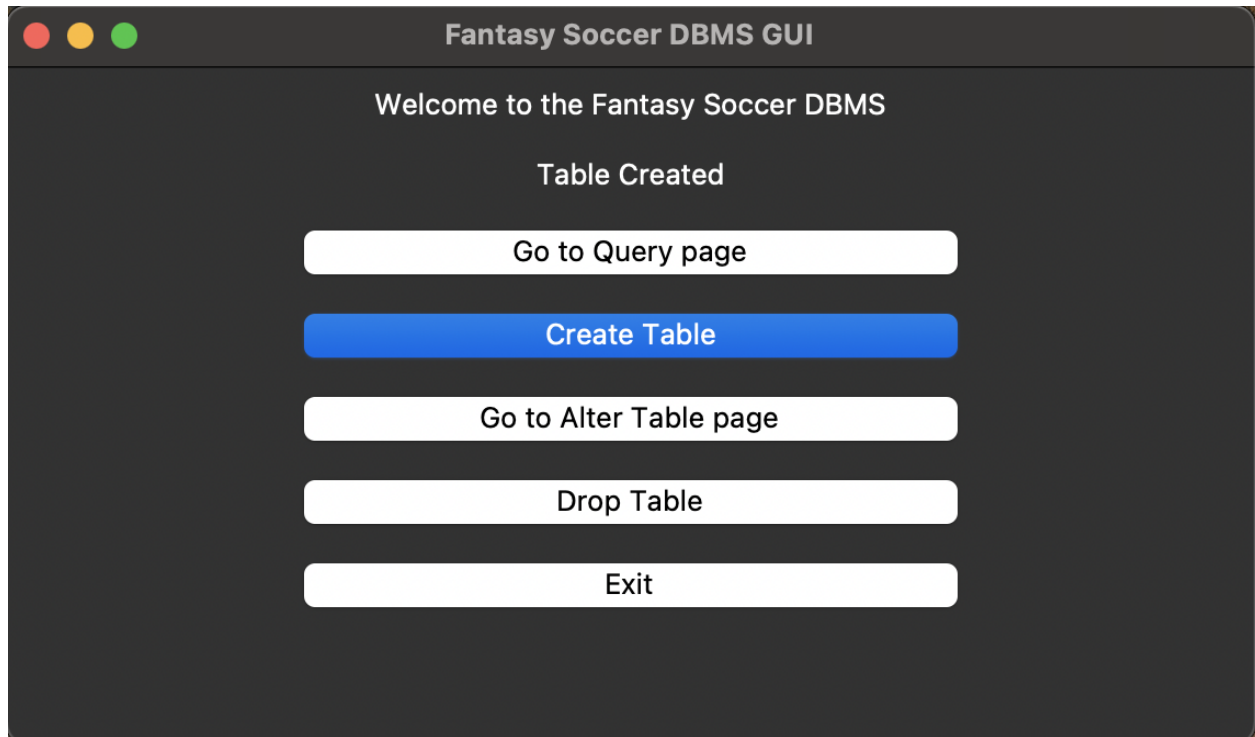 Fantasy Soccer DBMS GUI
Welcome to the Fantasy Soccer DBMS
Table Created
Go to Query page
Create Table
Go to Alter Table page
Drop Table
Exit